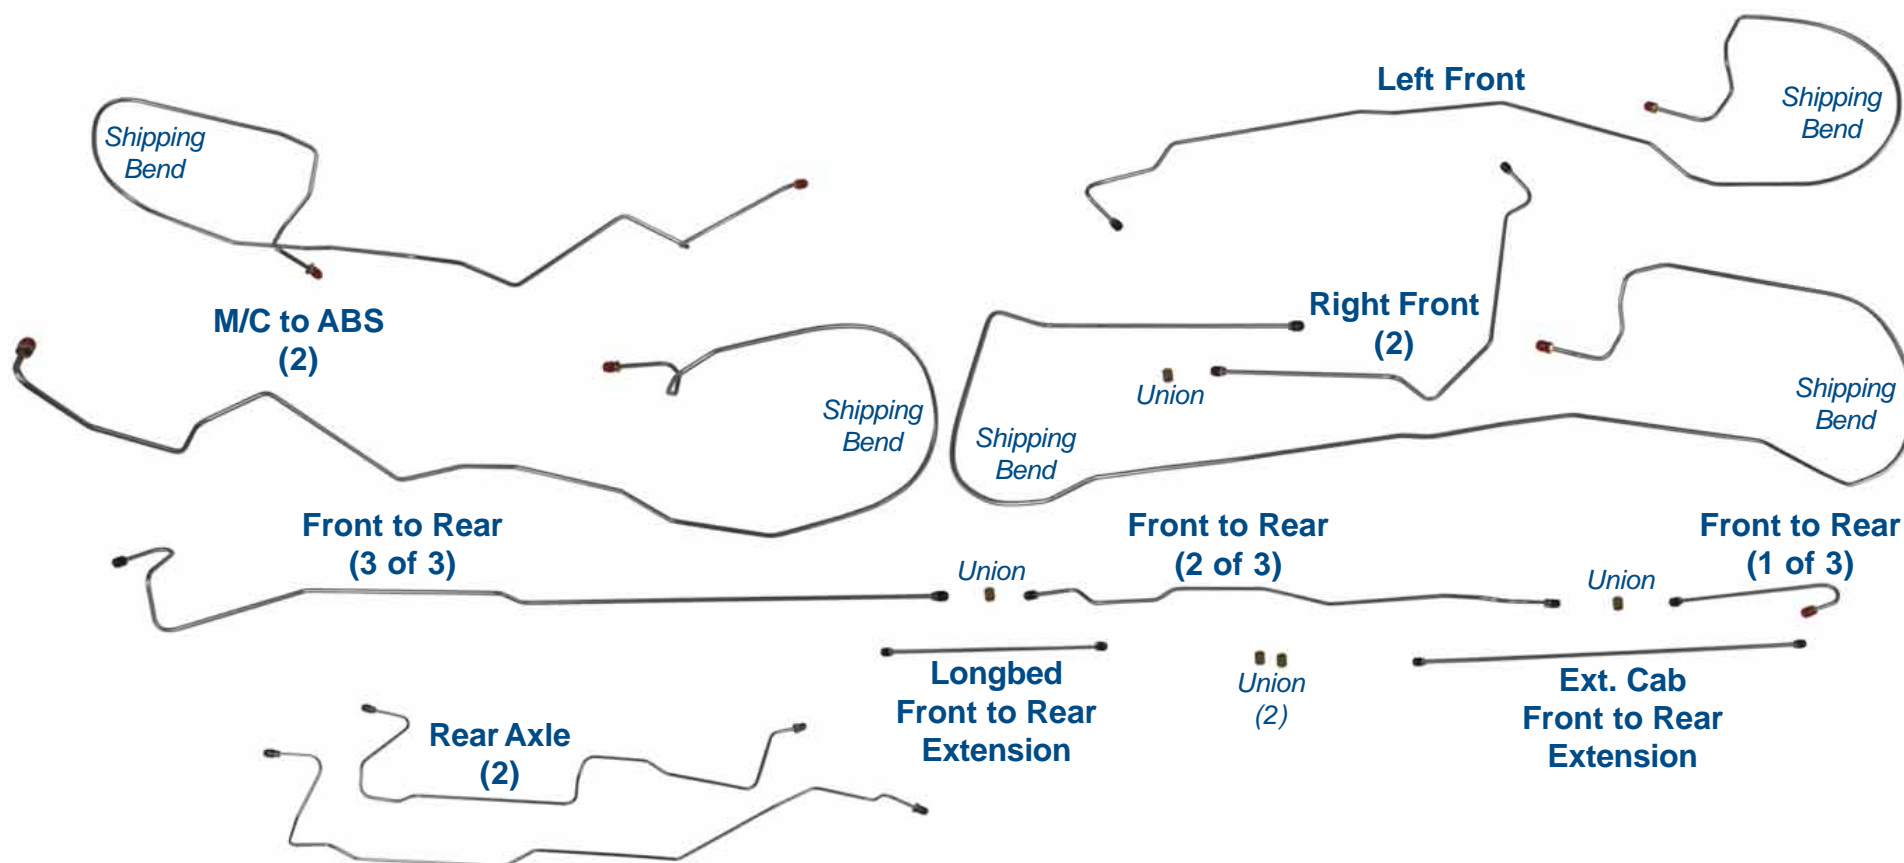 Left Front
Shipping
Bend
Shipping
Bend
M/C to ABS
(2)
Right Front
(2)
Union
Shipping
Bend
Shipping
Bend
Shipping
Bend
Front to Rear
(3 of 3)
Union
Front to Rear
(2 of 3)
Union
Front to Rear
(1 of 3)
Longbed
Front to Rear
Extension
Union
(2)
Ext. Cab
Front to Rear
Extension
Rear Axle
(2)